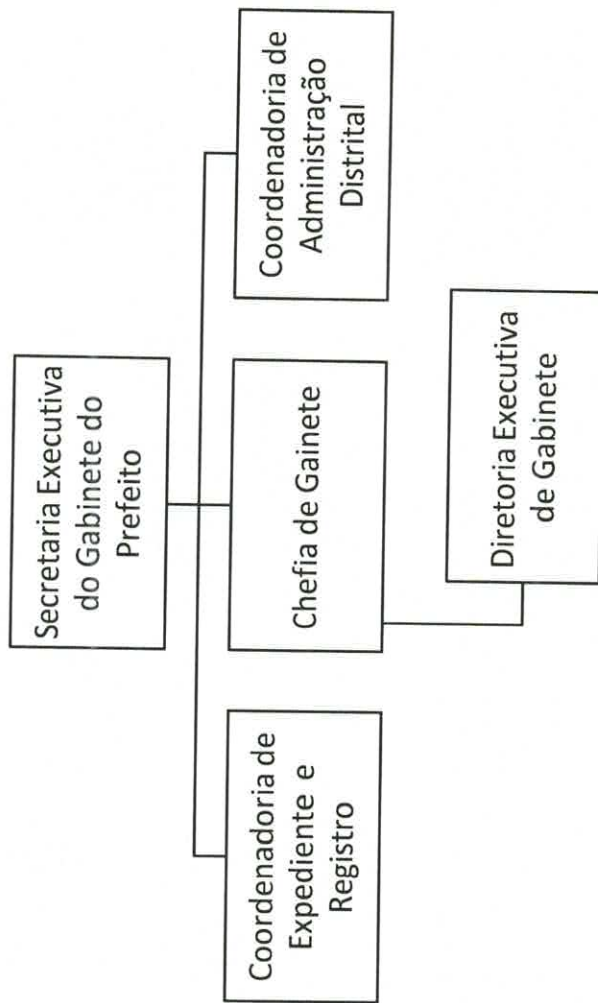 Secretaria Executiva
do Gabinete do
Prefeito
Coordenadoria de
Expediente e
Registro
Chefia de Gainete
Coordenadoria de
Administração
Distrital
Diretoria Executiva
de Gabinete